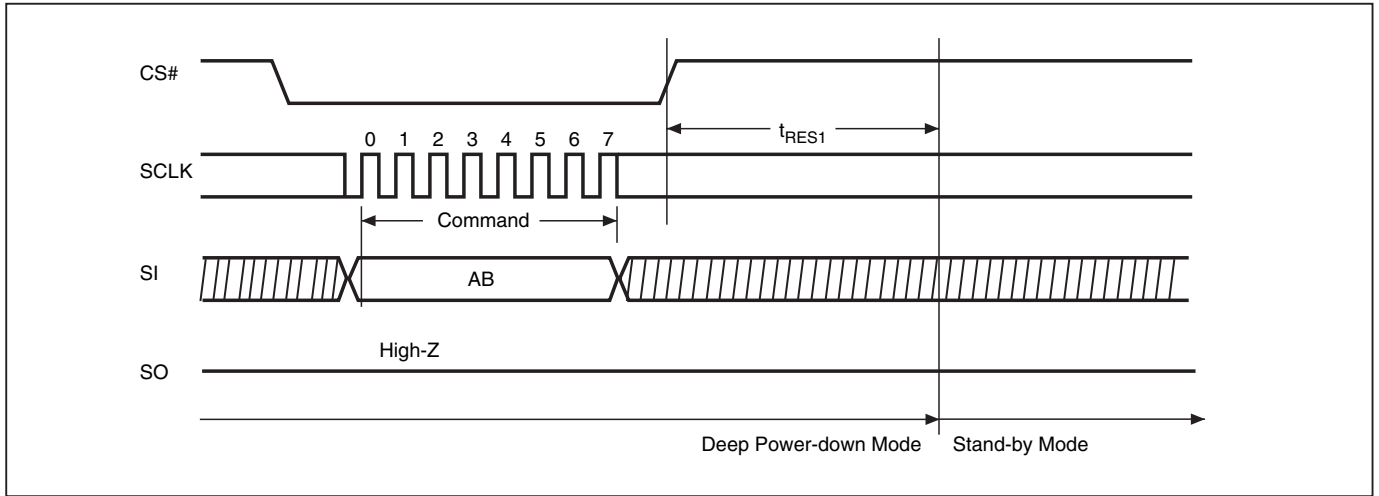 CS#
tRES1
0 1 2 3 4 5 6 7
SCLK
Command
SI
AB
High-Z
SO
Deep Power-down Mode Stand-by Mode